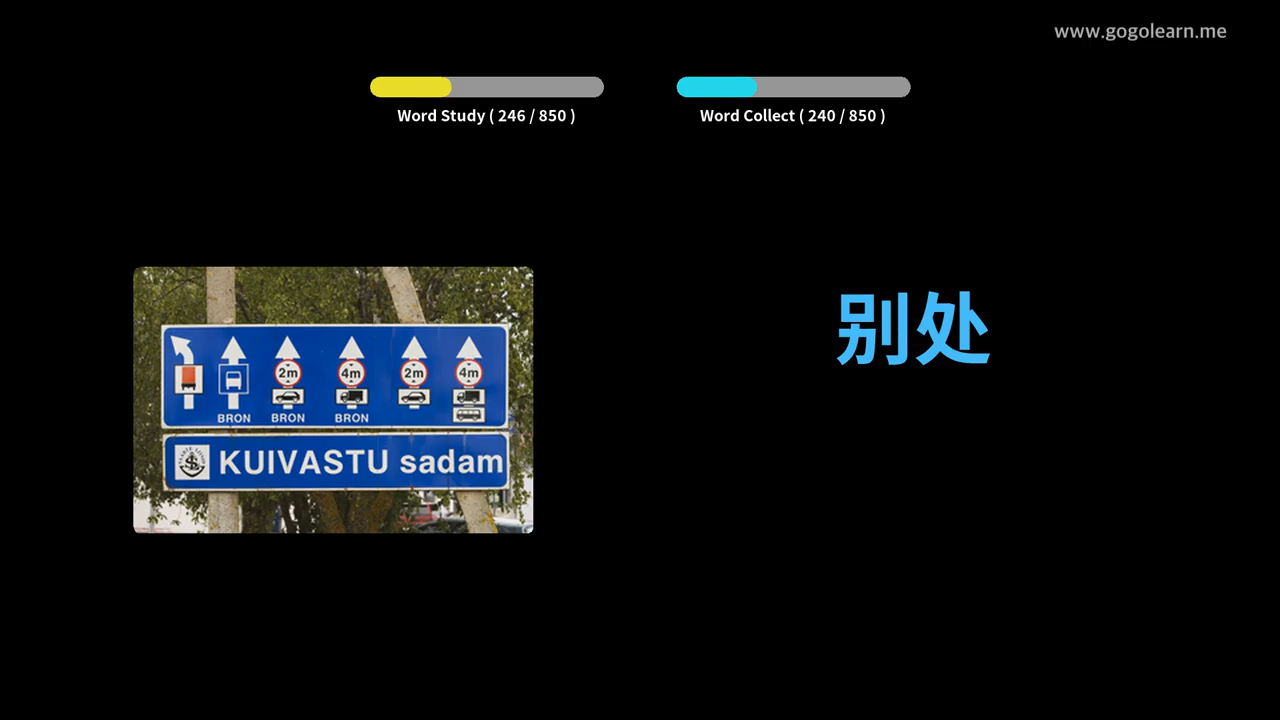 www.gogolearn.me
Word Study ( 246 / 850 )
Word Collect ( 240 / 850 )
别处
2m 4m 2m 4m
BRON BRON BRON
KUIVASTU sadam